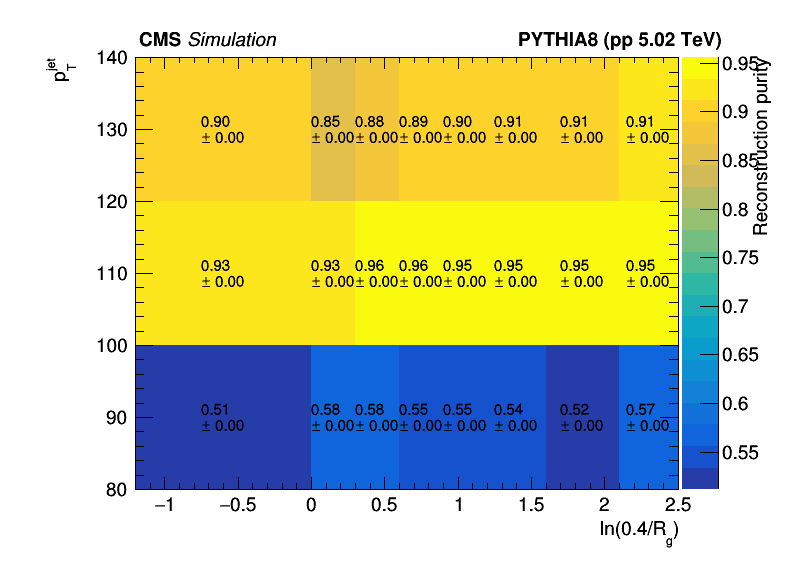 CMS Simulation PYTHIA8 (pp 5.02 TeV)
p_T^jet
140
130
120
110
100
90
80
0.90 0.85 0.88 0.89 0.90 0.91 0.91 0.91
± 0.00 ± 0.00 ± 0.00 ± 0.00 ± 0.00 ± 0.00 ± 0.00 ± 0.00
0.93 0.93 0.96 0.96 0.95 0.95 0.95 0.95
± 0.00 ± 0.00 ± 0.00 ± 0.00 ± 0.00 ± 0.00 ± 0.00 ± 0.00
0.51 0.58 0.58 0.55 0.55 0.54 0.52 0.57
± 0.00 ± 0.00 ± 0.00 ± 0.00 ± 0.00 ± 0.00 ± 0.00 ± 0.00
−1 −0.5 0 0.5 1 1.5 2 2.5
ln(0.4/R_g)
0.95
0.9
0.85
0.8
0.75
0.7
0.65
0.6
0.55
Reconstruction purity